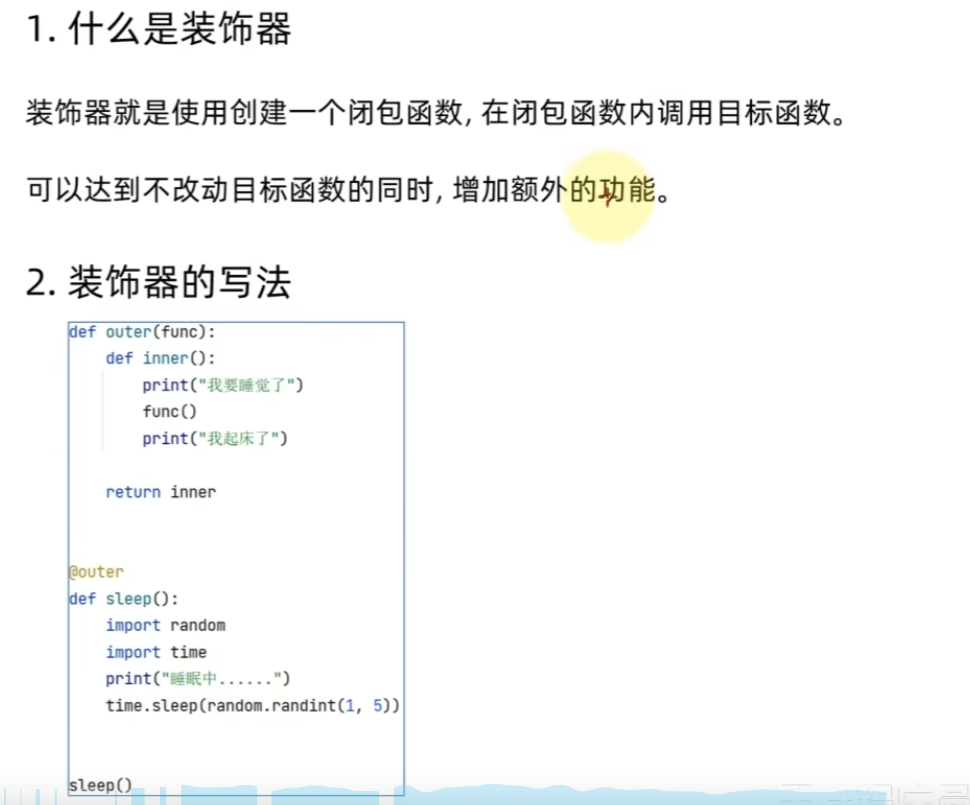 1. 什么是装饰器
装饰器就是使用创建一个闭包函数, 在闭包函数内调用目标函数。
可以达到不改动目标函数的同时, 增加额外的功能。
2. 装饰器的写法
def outer(func):
    def inner():
        print("我要睡觉了")
        func()
        print("我起床了")
    return inner
@outer
def sleep():
    import random
    import time
    print("睡眠中......")
    time.sleep(random.randint(1, 5))
sleep()